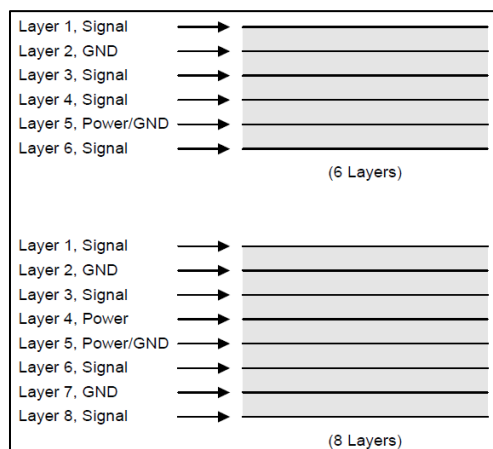 Layer 1, Signal
Layer 2, GND
Layer 3, Signal
Layer 4, Signal
Layer 5, Power/GND
Layer 6, Signal
(6 Layers)
Layer 1, Signal
Layer 2, GND
Layer 3, Signal
Layer 4, Power
Layer 5, Power/GND
Layer 6, Signal
Layer 7, GND
Layer 8, Signal
(8 Layers)